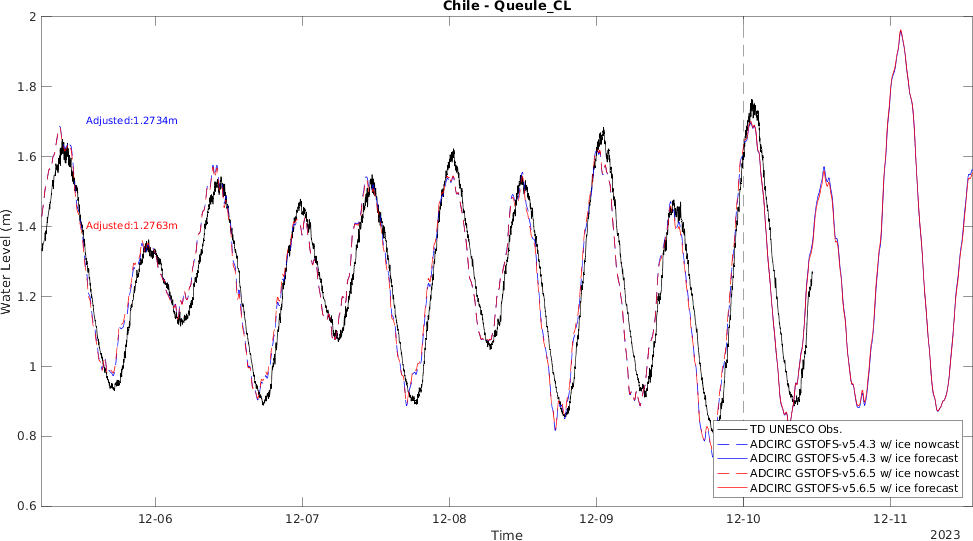 Chile - Queule_CL
2
1.8
1.6
1.4
1.2
1
0.8
0.6
Water Level (m)
Adjusted:1.2734m
Adjusted:1.2763m
TD UNESCO Obs.
ADCIRC GSTOFS-v5.4.3 w/ ice nowcast
ADCIRC GSTOFS-v5.4.3 w/ ice forecast
ADCIRC GSTOFS-v5.6.5 w/ ice nowcast
ADCIRC GSTOFS-v5.6.5 w/ ice forecast
12-06 12-07 12-08 12-09 12-10 12-11
Time
2023